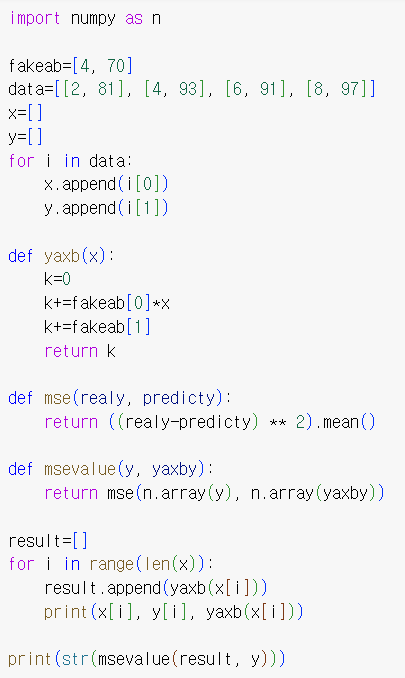 import numpy as n

fakeab=[4, 70]
data=[[2, 81], [4, 93], [6, 91], [8, 97]]
x=[]
y=[]
for i in data:
    x.append(i[0])
    y.append(i[1])

def yaxb(x):
    k=0
    k+=fakeab[0]*x
    k+=fakeab[1]
    return k

def mse(realy, predicty):
    return ((realy-predicty) ** 2).mean()

def msevalue(y, yaxby):
    return mse(n.array(y), n.array(yaxby))

result=[]
for i in range(len(x)):
    result.append(yaxb(x[i]))
    print(x[i], y[i], yaxb(x[i]))

print(str(msevalue(result, y)))